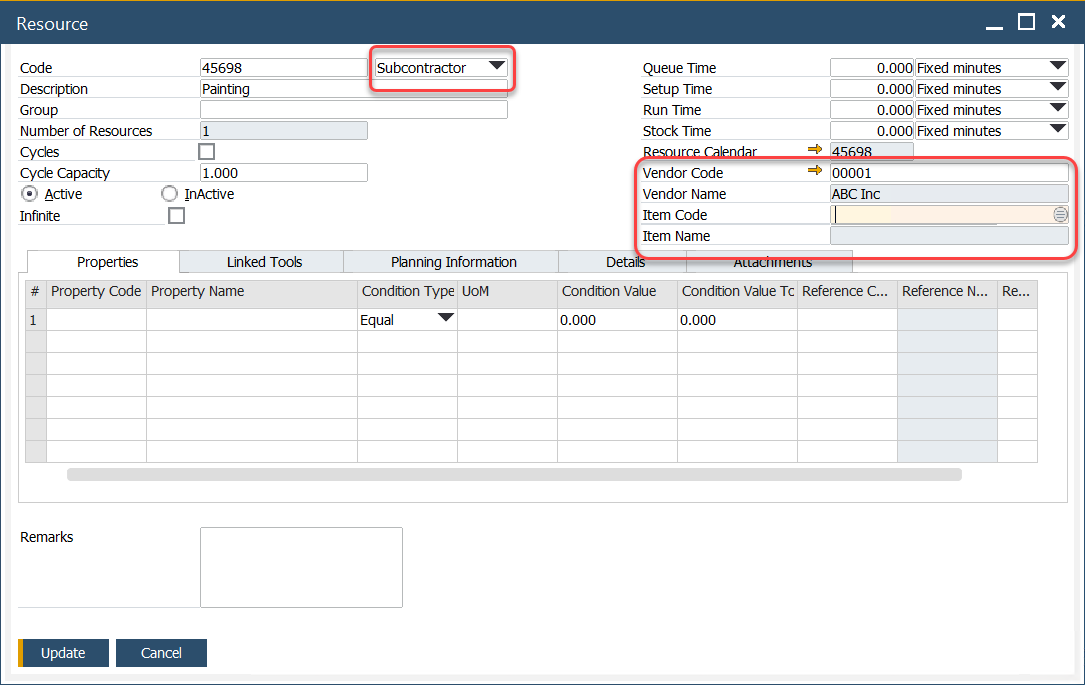 Resource
Code 45698 Subcontractor
Description Painting
Group
Number of Resources 1
Cycles
Cycle Capacity 1.000
Active InActive
Infinite
Queue Time 0.000 Fixed minutes
Setup Time 0.000 Fixed minutes
Run Time 0.000 Fixed minutes
Stock Time 0.000 Fixed minutes
Resource Calendar 45698
Vendor Code 00001
Vendor Name ABC Inc
Item Code
Item Name
Properties Linked Tools Planning Information Details Attachments
# Property Code Property Name Condition Type UoM Condition Value Condition Value To Reference C... Reference N... Re...
1 Equal 0.000 0.000
Remarks
Update Cancel